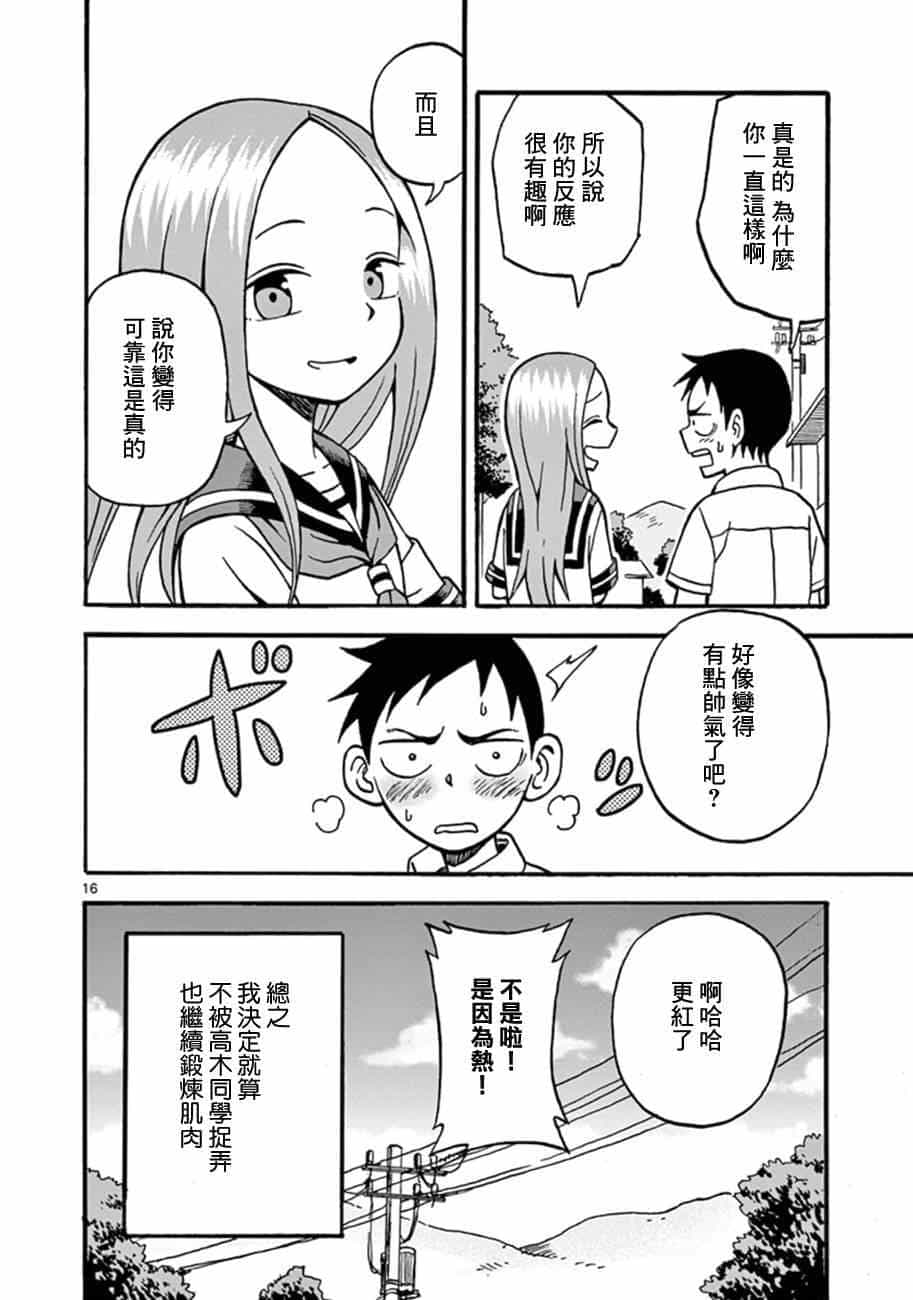 真是的 為什麼
你一直這樣啊
所以說
你的反應
很有趣啊
而且
說你變得
可靠這是真的
好像變得
有點帥氣了吧?
ボッ
16
啊哈哈
更紅了
不是啦!
是因為熱!
總之
我決定就算
不被高木同學捉弄
也繼續鍛煉肌肉